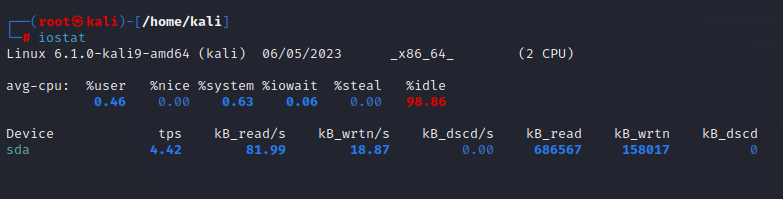 ┌──(root㉿kali)-[/home/kali]
└─# iostat
Linux 6.1.0-kali9-amd64 (kali)  06/05/2023      _x86_64_        (2 CPU)
avg-cpu:  %user   %nice %system %iowait  %steal   %idle
           0.46    0.00    0.63    0.06    0.00   98.86
Device             tps    kB_read/s    kB_wrtn/s    kB_dscd/s    kB_read    kB_wrtn    kB_dscd
sda               4.42        81.99        18.87         0.00     686567     158017          0